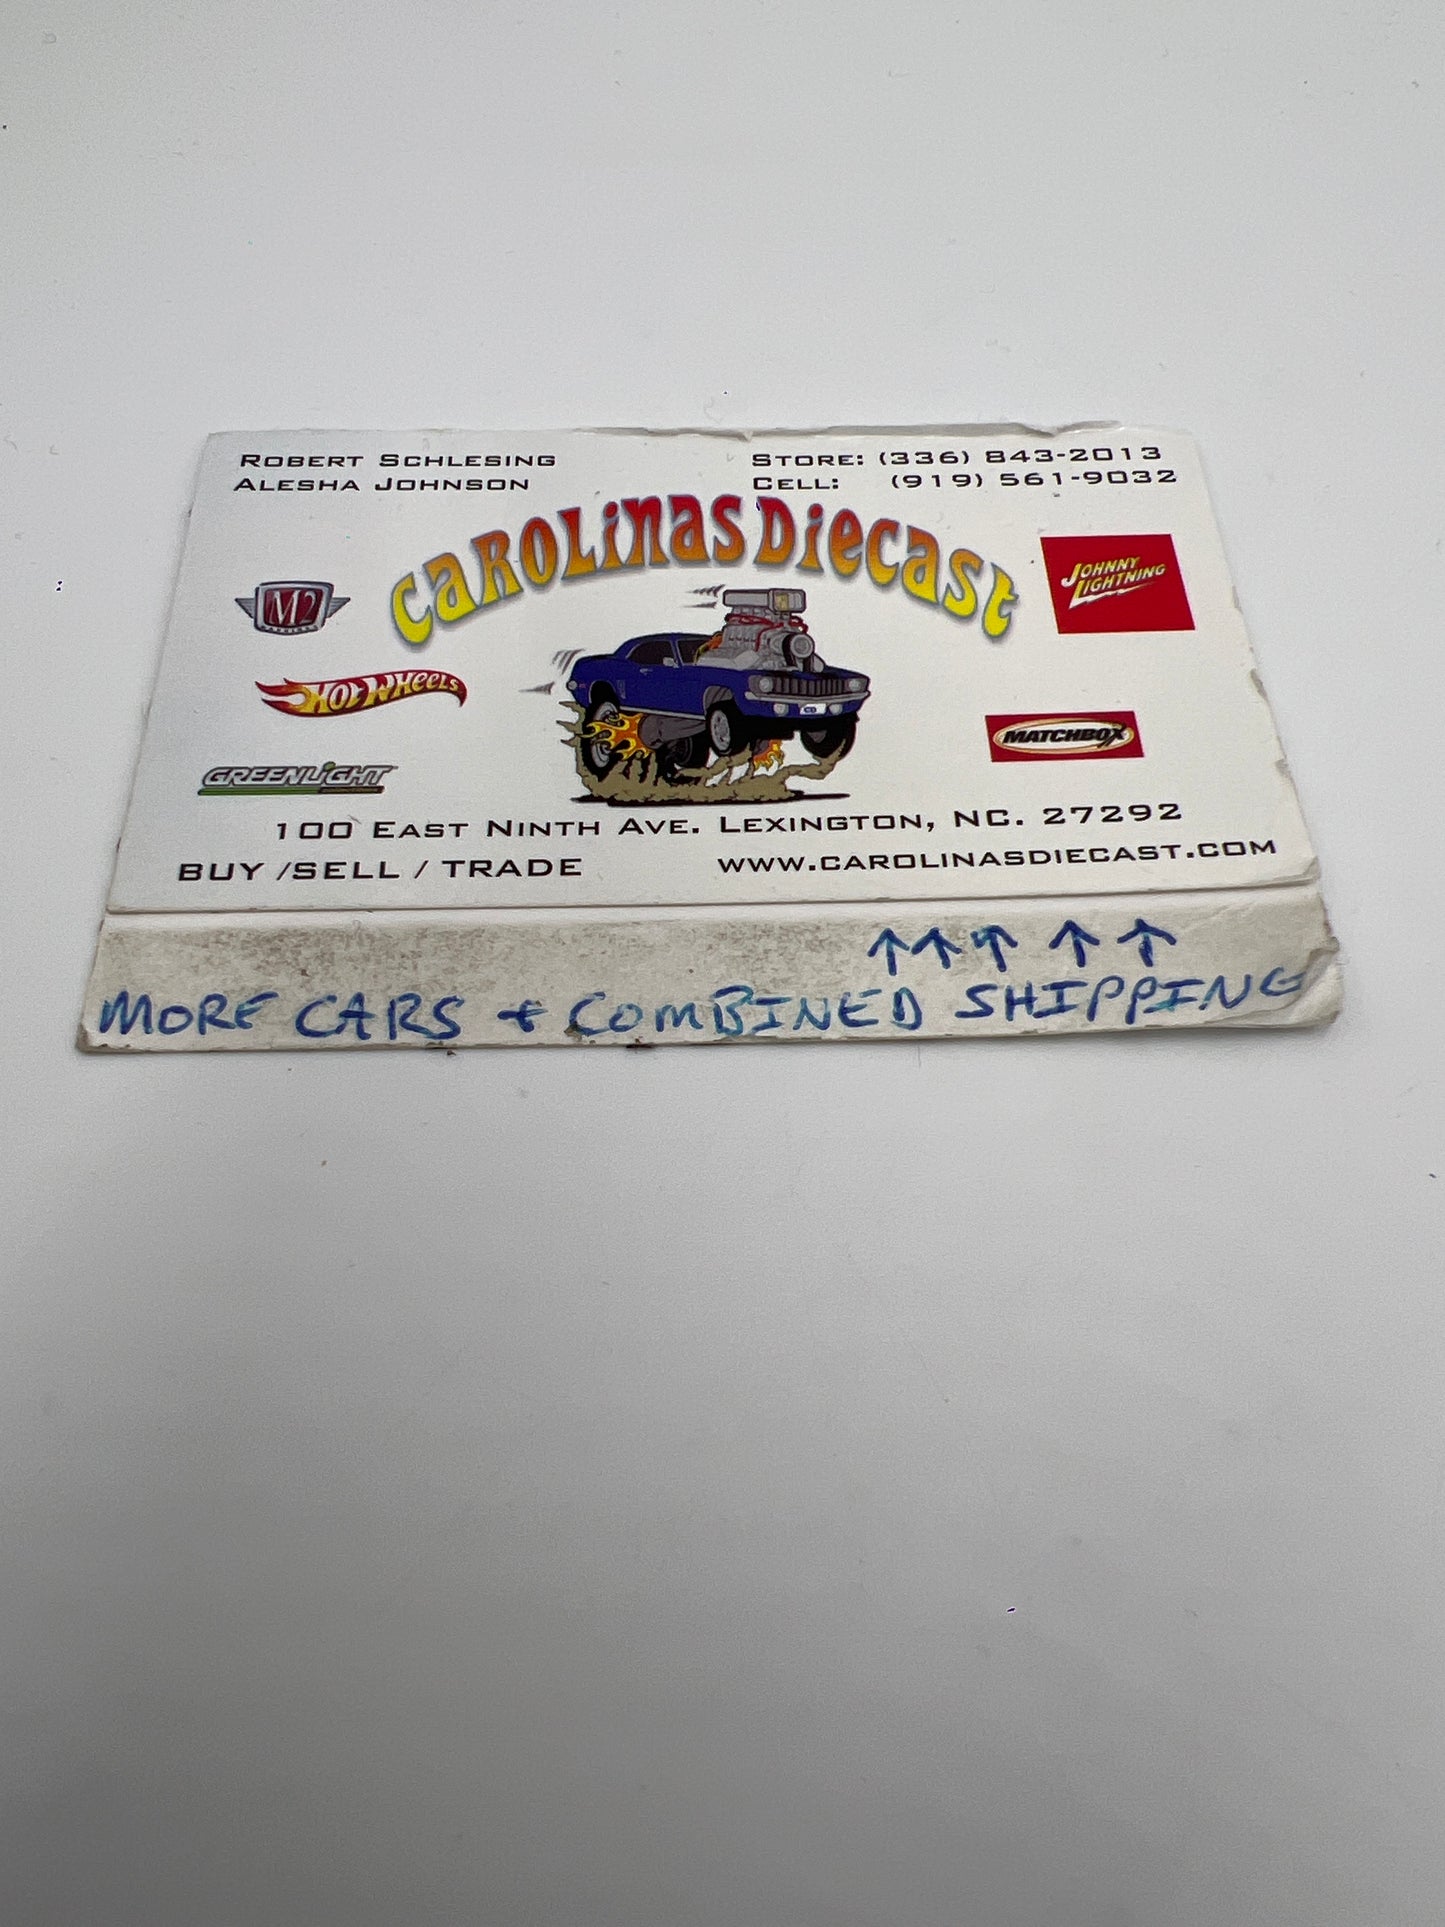 ROBERT SCHLESING
ALESHA JOHNSON
STORE: (336) 843-2013
CELL: (919) 561-9032
CAROLINAS DIECAST
M2
JOHNNY
LIGHTNING
HOT WHEELS
MATCHBOX
GREENLIGHT
100 EAST NINTH AVE. LEXINGTON, NC. 27292
BUY /SELL / TRADE
WWW.CAROLINASDIECAST.COM
↑ ↑ ↑ ↑ ↑
MORE CARS + COMBINED SHIPPING